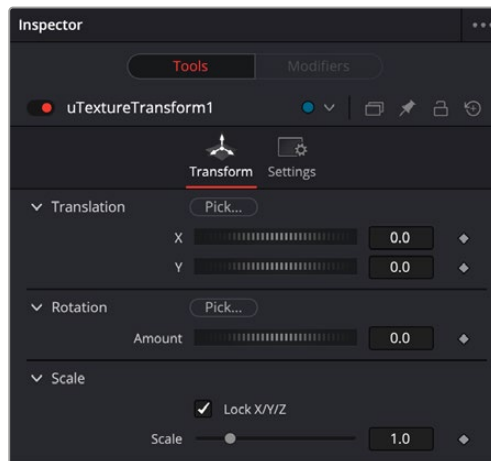 Inspector
Tools Modifiers
uTextureTransform1
Transform Settings
Translation Pick...
X 0.0
Y 0.0
Rotation Pick...
Amount 0.0
Scale
Lock X/Y/Z
Scale 1.0